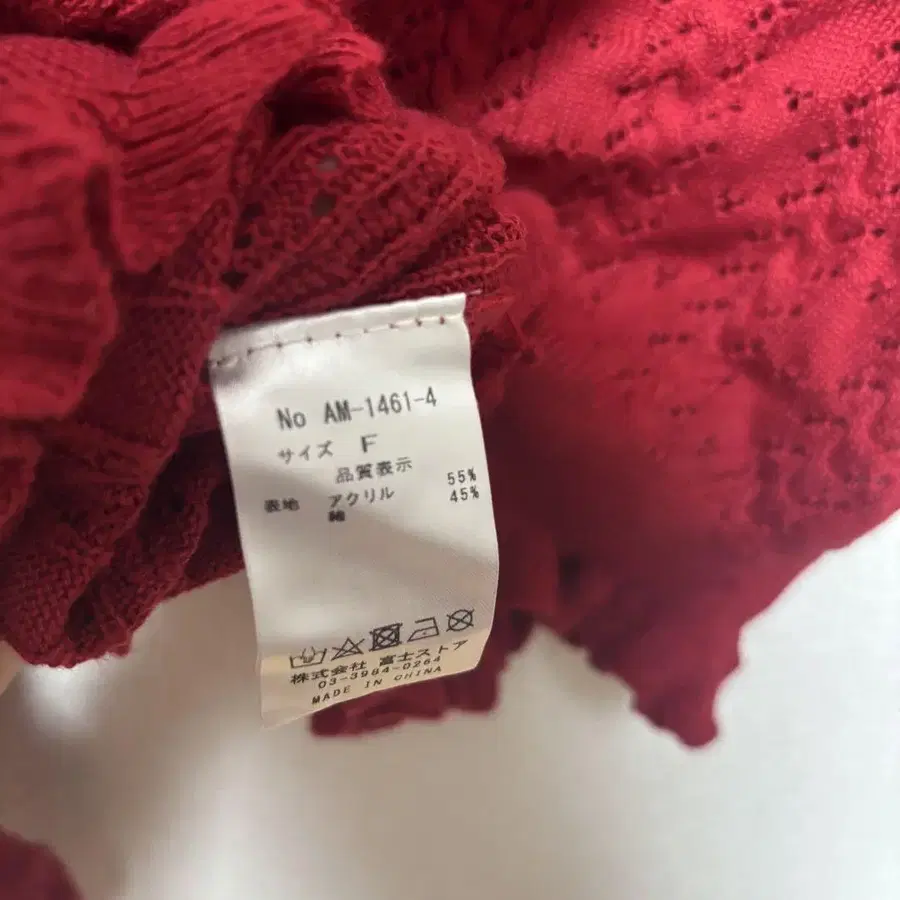 No AM-1461-4
サイズ F
品質表示
表地 アクリル 55%
綿 45%
株式会社 富士ストア
03-3984-0264
MADE IN CHINA